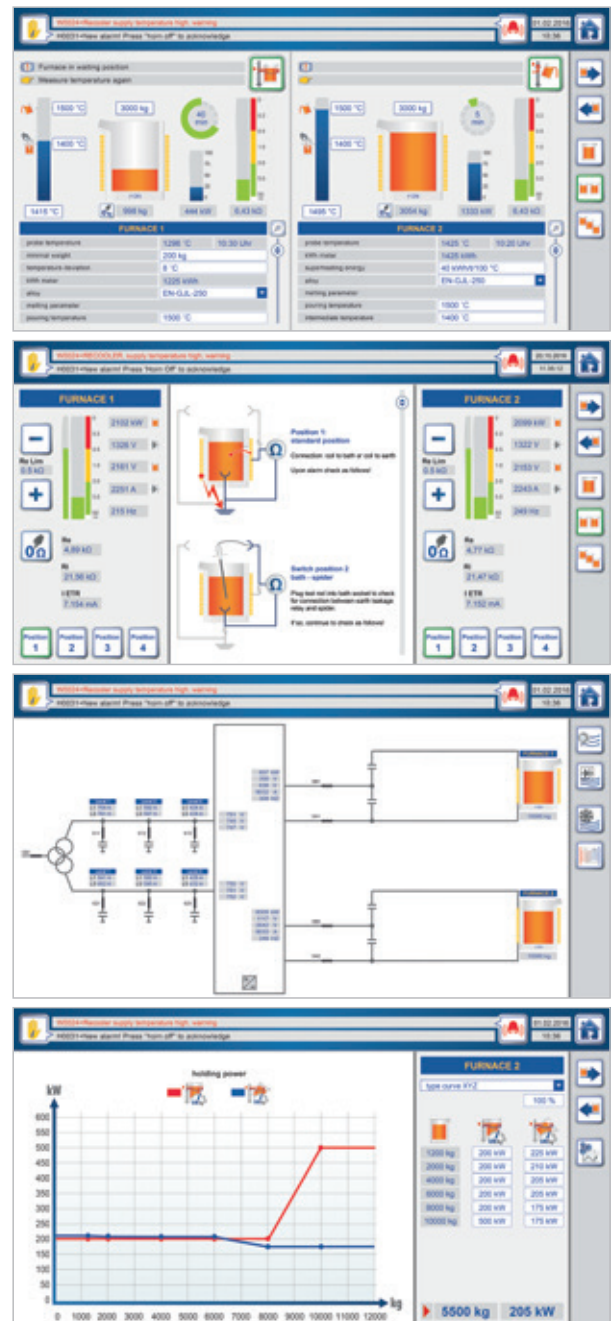 W0024+Recooler supply temperature high, warning
H0031+New alarm! Press "horn off" to acknowledge
01.02.2016
10:36
Furnace in waiting position
Measure temperature again
1500 °C
3000 kg
40 min
1400 °C
1415 °C
998 kg
444 kW
6,43 kΩ
1500 °C
3000 kg
5 min
1400 °C
1495 °C
3054 kg
1333 kW
6,43 kΩ
FURNACE 1
probe temperature 1296 °C 10:30 Uhr
minimal weight 200 kg
temperature deviation 8 °C
kWh meter 1225 kWh
alloy EN-GJL-250
melting parameter
pouring temperature 1500 °C
FURNACE 2
probe temperature 1425 °C 10:20 Uhr
kWh meter 1425 kWh
superheating energy 40 kWh/t/100 °C
alloy EN-GJL-250
melting parameter
pouring temperature 1500 °C
intermediate temperature 1400 °C
W0024+RECOOLER, supply temperature high, warning
H0031+New alarm! Press "Horn Off" to acknowledge
20.10.2016
FURNACE 1
2102 kW
1326 V
Re Lim
0.5 kΩ
2161 V
2251 A
215 Hz
0Ω
Re
4,89 kΩ
Ri
21,56 kΩ
I ETR
7.154 mA
Position 1
Position 2
Position 3
Position 4
Position 1:
standard position
Connection: coil to bath or coil to earth
Upon alarm check as follows!
Ω
Switch position 2
bath - spider
Plug test rod into bath socket to check
for connection between earth leakage
relay and spider.
If so, continue to check as follows!
Ω
FURNACE 2
2099 kW
1322 V
Re Lim
0.5 kΩ
2153 V
2243 A
249 Hz
0Ω
Re
4,77 kΩ
Ri
21,47 kΩ
I ETR
7.152 mA
Position 1
Position 2
Position 3
Position 4
W0024+Recooler supply temperature high, warning
H0031+New alarm! Press "horn off" to acknowledge
01.02.2016
10:36
FURNACE 1
10000 kg
FURNACE 2
10000 kg
W0024+Recooler supply temperature high, warning
H0031+New alarm! Press "horn off" to acknowledge
01.02.2016
10:36
holding power
kW
600
550
500
450
400
350
300
250
200
150
100
50
0
0 1000 2000 3000 4000 5000 6000 7000 8000 9000 10000 11000 12000
kg
FURNACE 2
type curve XYZ
100 %
1200 kg 200 kW 225 kW
2000 kg 200 kW 210 kW
4000 kg 200 kW 205 kW
6000 kg 200 kW 205 kW
8000 kg 200 kW 175 kW
10000 kg 500 kW 175 kW
5500 kg 205 kW